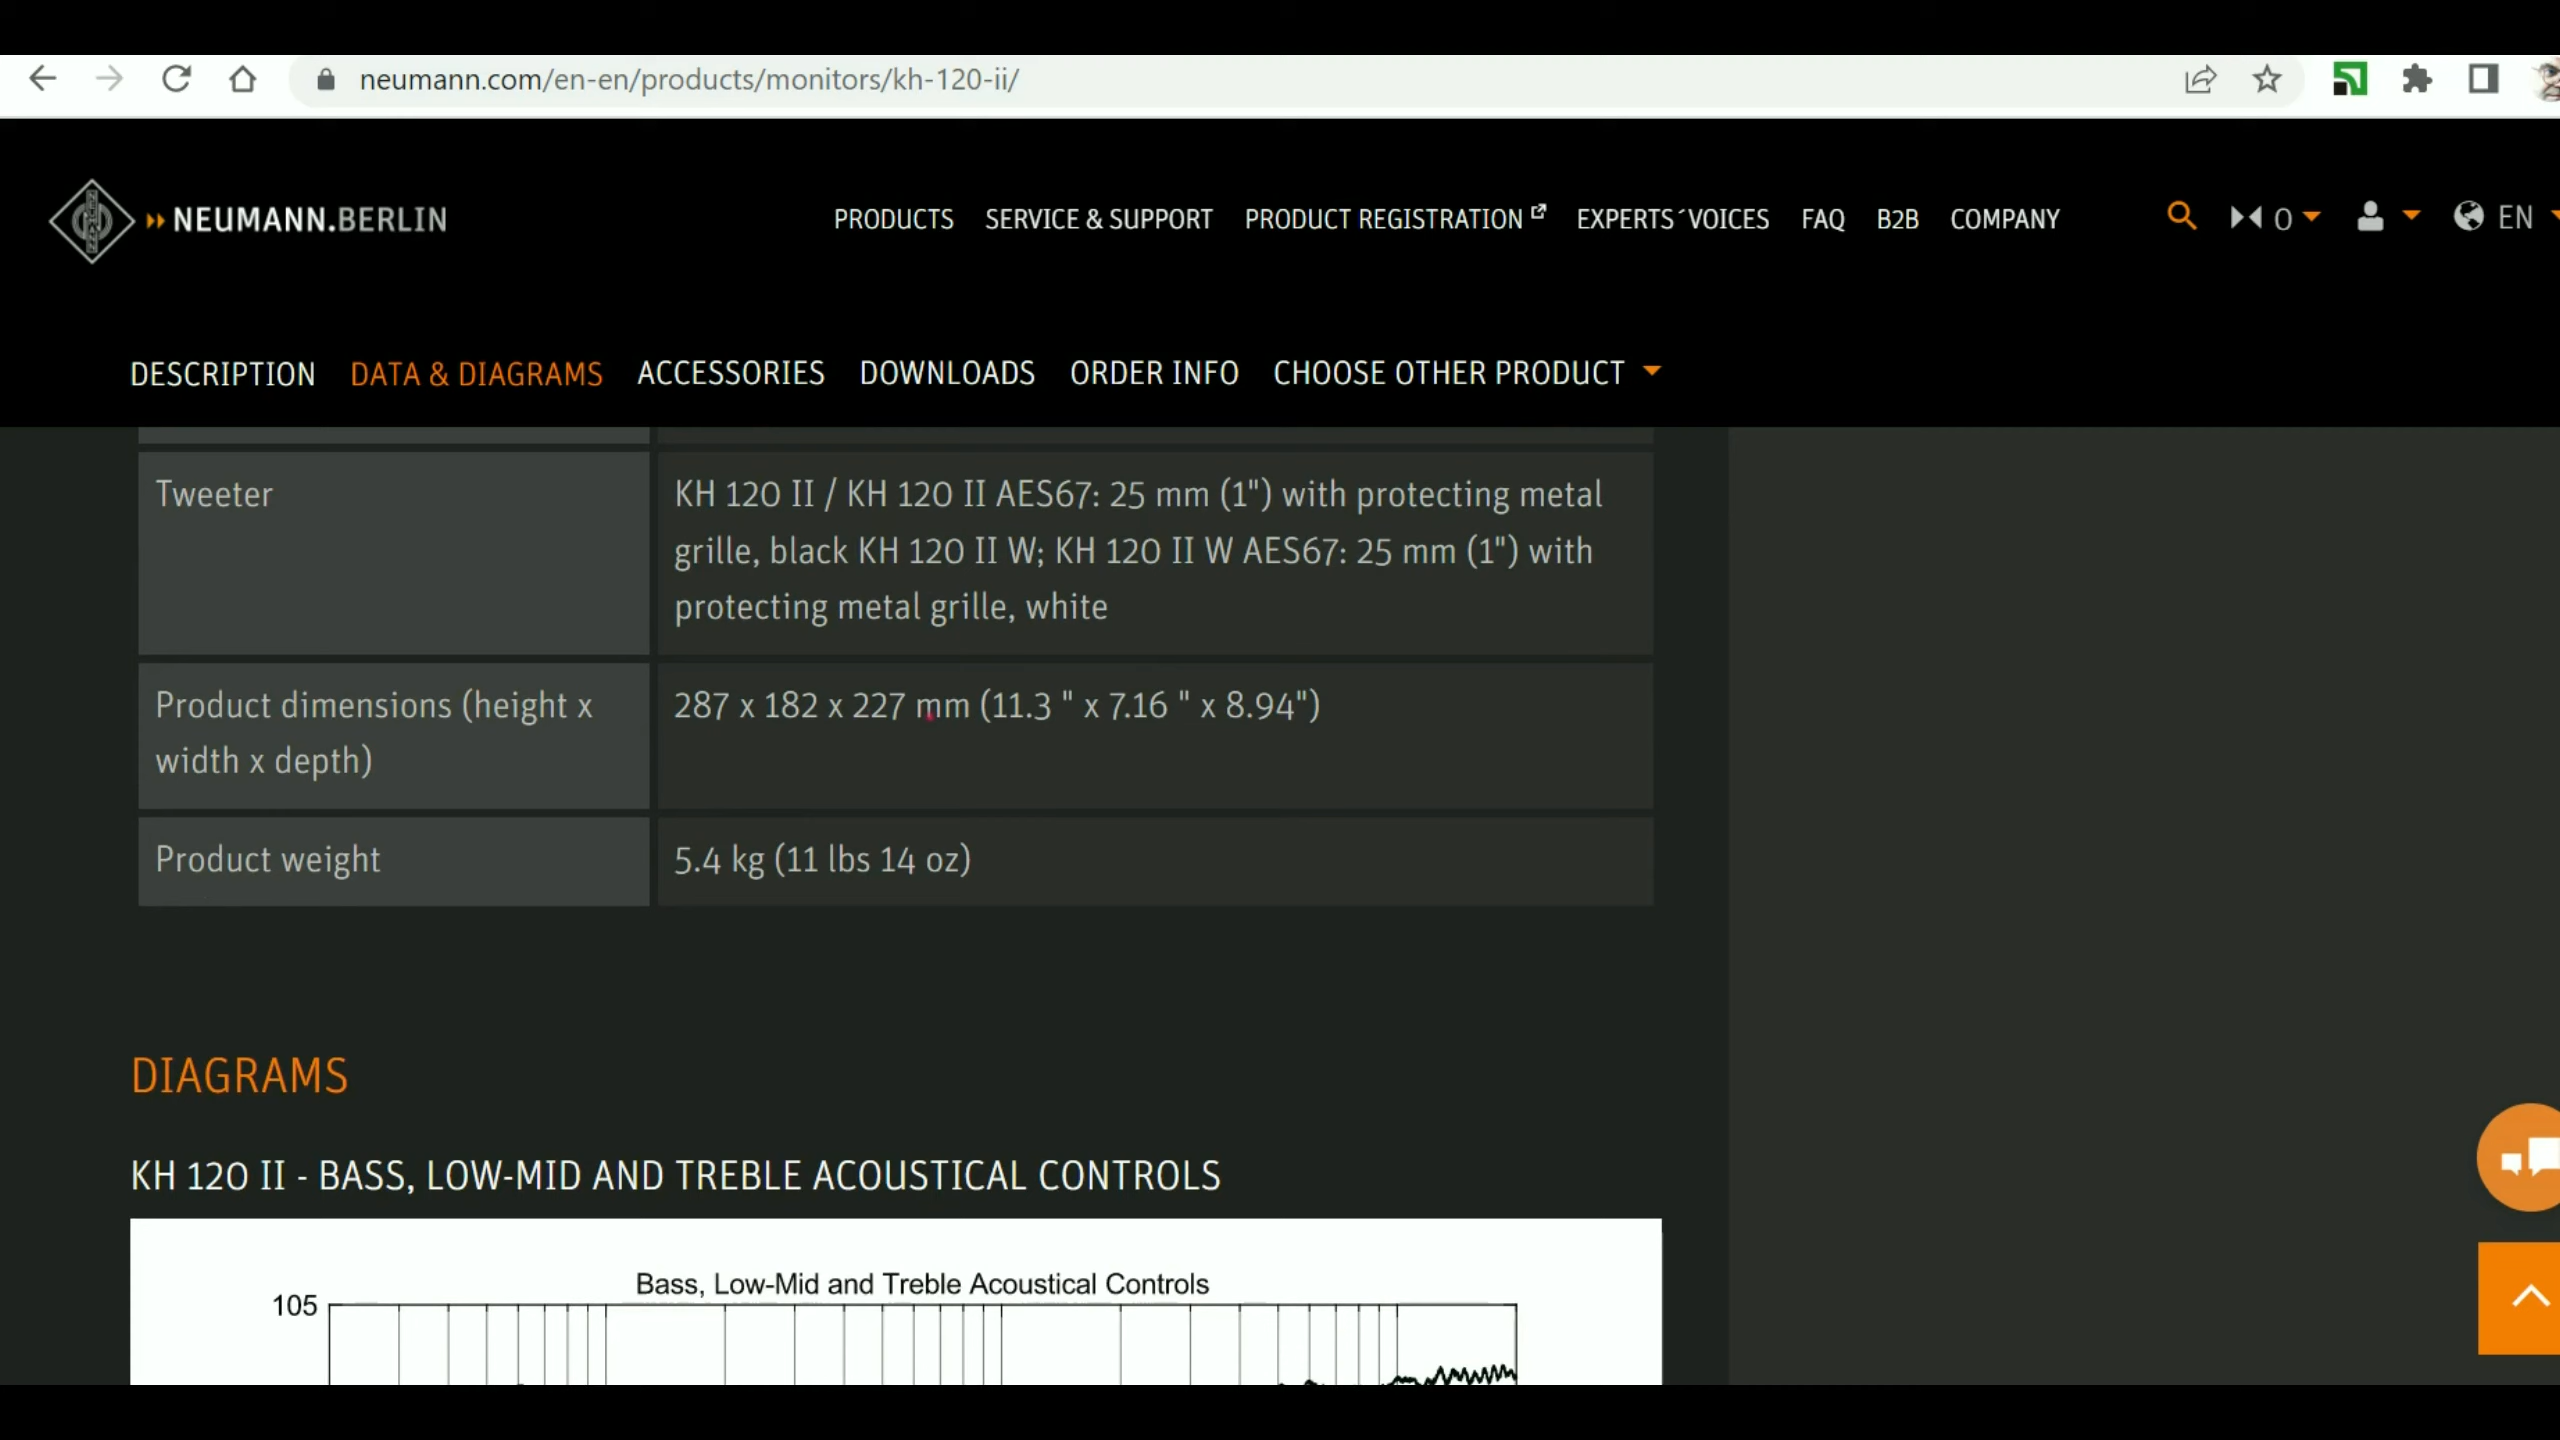 neumann.com/en-en/products/monitors/kh-120-ii/
NEUMANN.BERLIN
PRODUCTS SERVICE & SUPPORT PRODUCT REGISTRATION EXPERTS´VOICES FAQ B2B COMPANY 0 EN
DESCRIPTION DATA & DIAGRAMS ACCESSORIES DOWNLOADS ORDER INFO CHOOSE OTHER PRODUCT
Tweeter
KH 120 II / KH 120 II AES67: 25 mm (1") with protecting metal
grille, black KH 120 II W; KH 120 II W AES67: 25 mm (1") with
protecting metal grille, white
Product dimensions (height x
width x depth)
287 x 182 x 227 mm (11.3 " x 7.16 " x 8.94")
Product weight
5.4 kg (11 lbs 14 oz)
DIAGRAMS
KH 120 II - BASS, LOW-MID AND TREBLE ACOUSTICAL CONTROLS
Bass, Low-Mid and Treble Acoustical Controls
105